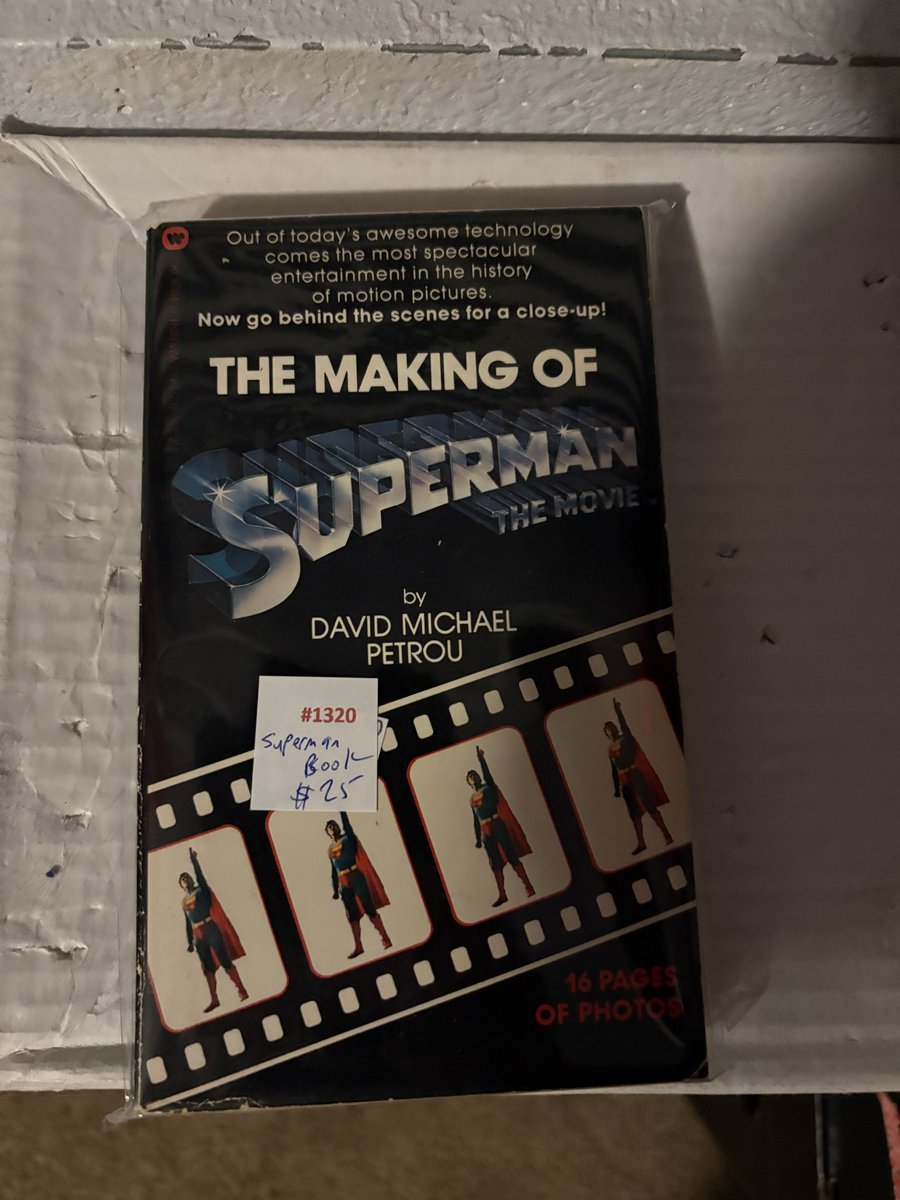 Out of today's awesome technology
comes the most spectacular
entertainment in the history
of motion pictures.
Now go behind the scenes for a close-up!
THE MAKING OF
SUPERMAN
THE MOVIE
by
DAVID MICHAEL
PETROU
#1320
Superman
Book
$25
16 PAGES
OF PHOTOS